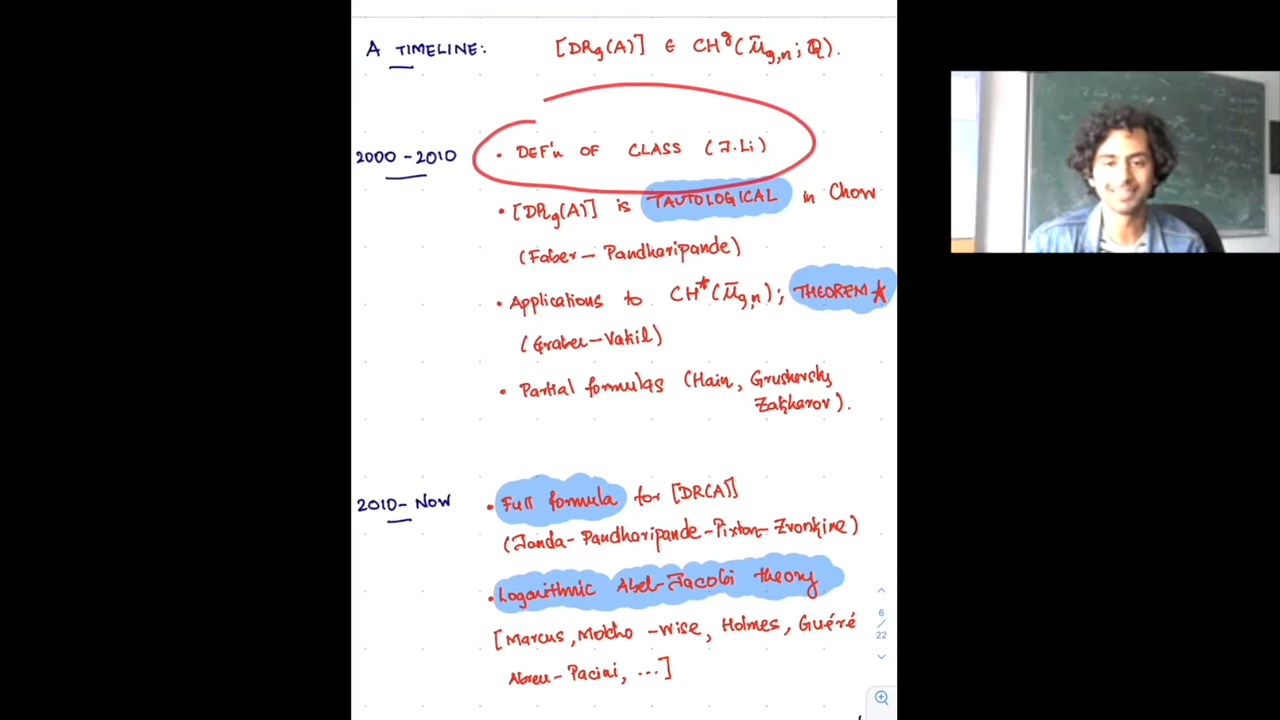 A TIMELINE: [DRg(A)] ∈ CH^g(M̄g,n; Q).
2000-2010 • DEF'n OF CLASS (J.Li)
• [DRg(A)] is TAUTOLOGICAL in Chow
(Faber-Pandharipande)
• Applications to CH*(M̄g,n); THEOREM ★
(Graber-Vakil)
• Partial formulas (Hain, Grushevsky
Zakharov).
2010-Now • Full formula for [DR(A)]
(Janda-Pandharipande-Pixton-Zvonkine)
• Logarithmic Abel-Jacobi theory
[Marcus, Molcho-Wise, Holmes, Guéré
Abreu-Pacini, ...]
6
/
22